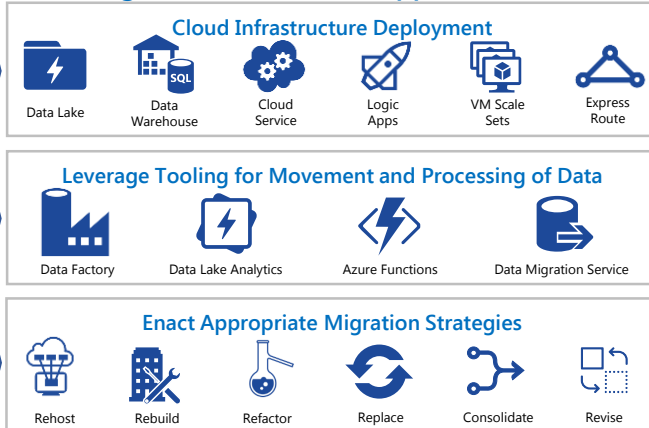 Cloud Infrastructure Deployment
SQL
Data Lake
Data
Warehouse
Cloud
Service
Logic
Apps
VM Scale
Sets
Express
Route
Leverage Tooling for Movement and Processing of Data
Data Factory
Data Lake Analytics
Azure Functions
Data Migration Service
Enact Appropriate Migration Strategies
Rehost
Rebuild
Refactor
Replace
Consolidate
Revise